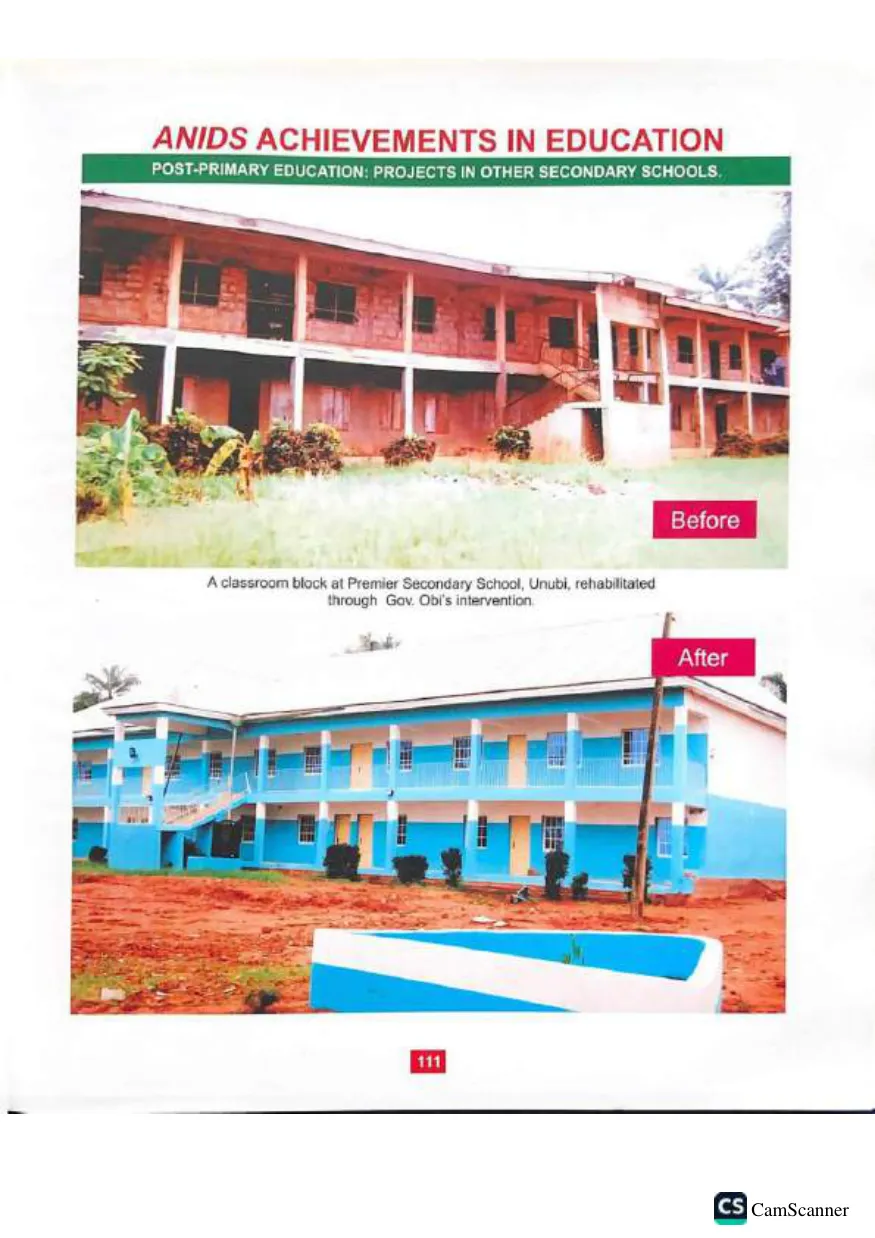 ANIDS ACHIEVEMENTS IN EDUCATION
POST-PRIMARY EDUCATION: PROJECTS IN OTHER SECONDARY SCHOOLS.
Before
A classroom block at Premier Secondary School, Unubi, rehabilitated
through Gov. Obi's intervention.
After
111
CS CamScanner